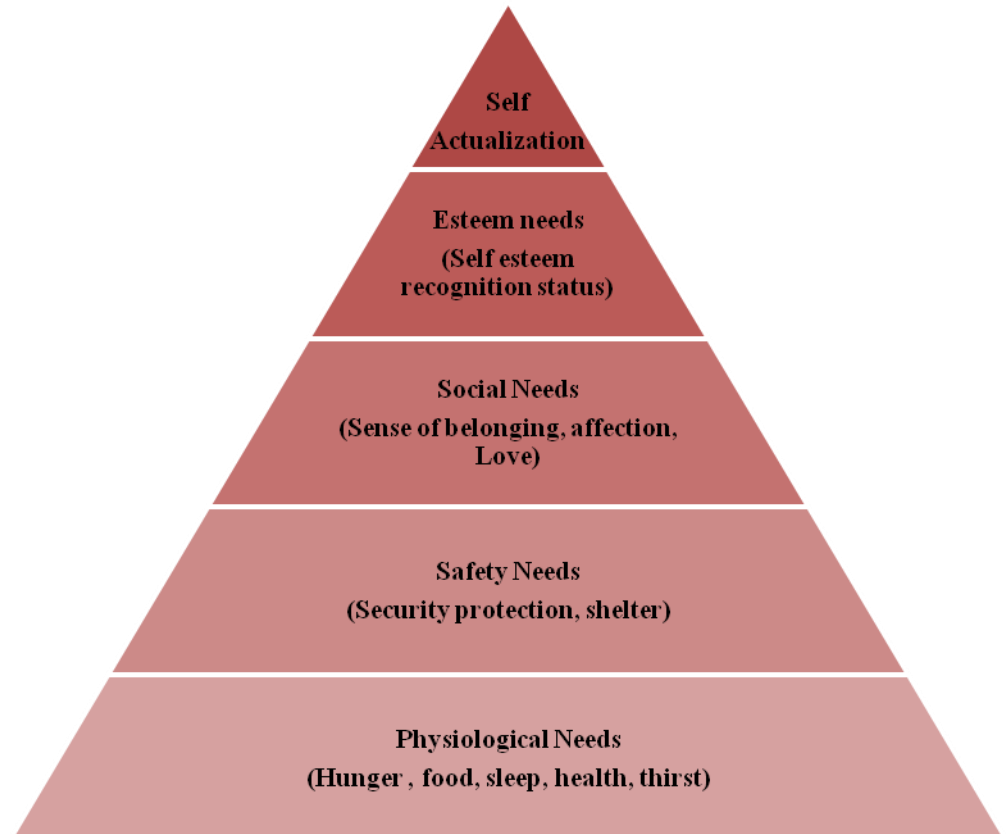 Self
Actualization
Esteem needs
(Self esteem
recognition status)
Social Needs
(Sense of belonging, affection,
Love)
Safety Needs
(Security protection, shelter)
Physiological Needs
(Hunger , food, sleep, health, thirst)